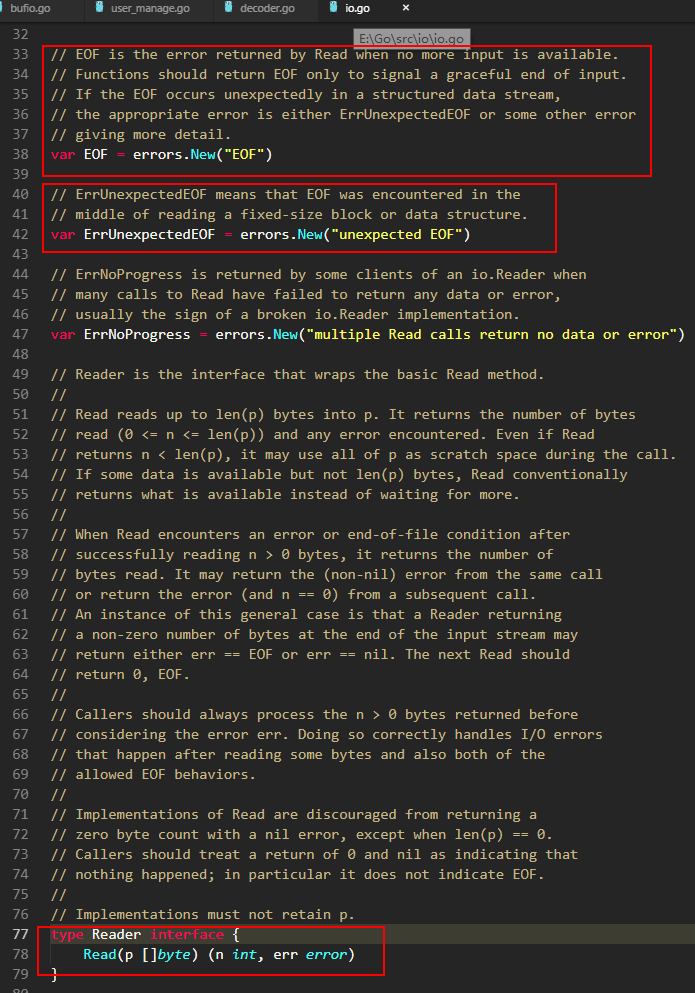 bufio.go user_manage.go decoder.go io.go ×
E:\Go\src\io\io.go
32
33 // EOF is the error returned by Read when no more input is available.
34 // Functions should return EOF only to signal a graceful end of input.
35 // If the EOF occurs unexpectedly in a structured data stream,
36 // the appropriate error is either ErrUnexpectedEOF or some other error
37 // giving more detail.
38 var EOF = errors.New("EOF")
39
40 // ErrUnexpectedEOF means that EOF was encountered in the
41 // middle of reading a fixed-size block or data structure.
42 var ErrUnexpectedEOF = errors.New("unexpected EOF")
43
44 // ErrNoProgress is returned by some clients of an io.Reader when
45 // many calls to Read have failed to return any data or error,
46 // usually the sign of a broken io.Reader implementation.
47 var ErrNoProgress = errors.New("multiple Read calls return no data or error")
48
49 // Reader is the interface that wraps the basic Read method.
50 //
51 // Read reads up to len(p) bytes into p. It returns the number of bytes
52 // read (0 <= n <= len(p)) and any error encountered. Even if Read
53 // returns n < len(p), it may use all of p as scratch space during the call.
54 // If some data is available but not len(p) bytes, Read conventionally
55 // returns what is available instead of waiting for more.
56 //
57 // When Read encounters an error or end-of-file condition after
58 // successfully reading n > 0 bytes, it returns the number of
59 // bytes read. It may return the (non-nil) error from the same call
60 // or return the error (and n == 0) from a subsequent call.
61 // An instance of this general case is that a Reader returning
62 // a non-zero number of bytes at the end of the input stream may
63 // return either err == EOF or err == nil. The next Read should
64 // return 0, EOF.
65 //
66 // Callers should always process the n > 0 bytes returned before
67 // considering the error err. Doing so correctly handles I/O errors
68 // that happen after reading some bytes and also both of the
69 // allowed EOF behaviors.
70 //
71 // Implementations of Read are discouraged from returning a
72 // zero byte count with a nil error, except when len(p) == 0.
73 // Callers should treat a return of 0 and nil as indicating that
74 // nothing happened; in particular it does not indicate EOF.
75 //
76 // Implementations must not retain p.
77 type Reader interface {
78 Read(p []byte) (n int, err error)
79 }
80